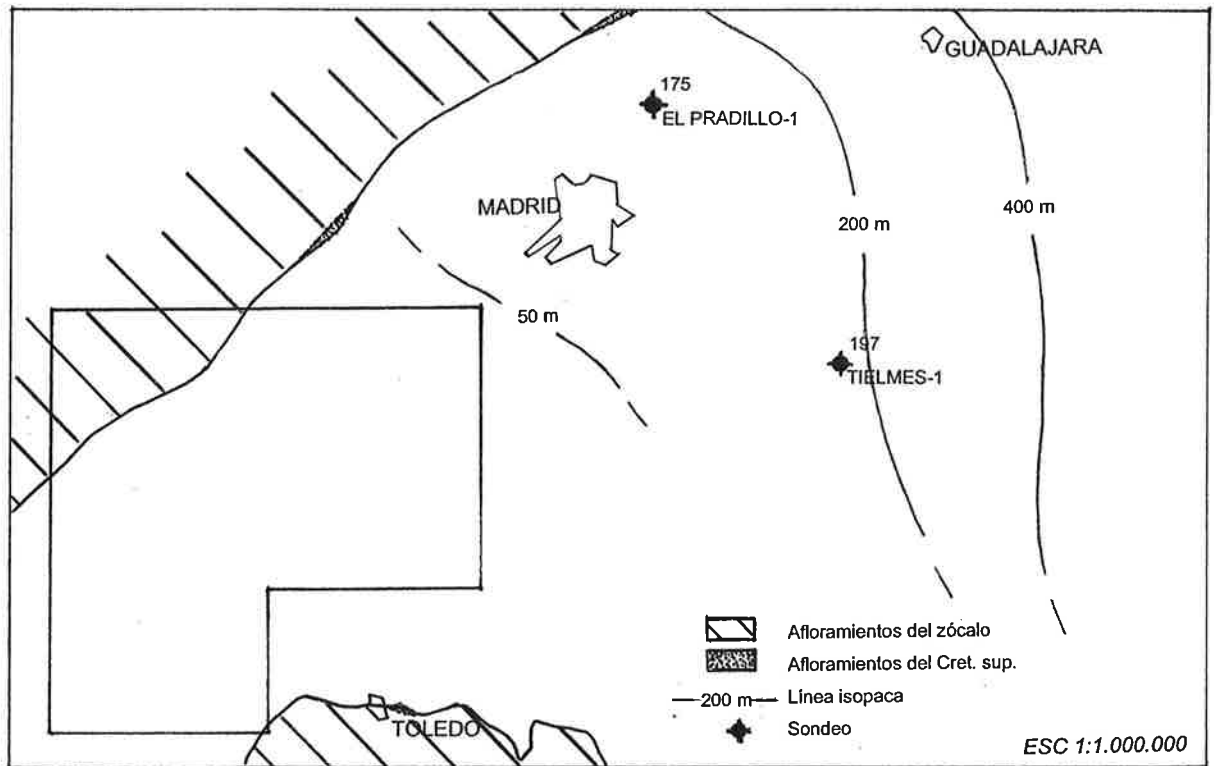 GUADALAJARA
175
EL PRADILLO-1
MADRID
200 m
400 m
50 m
197
TIELMES-1
TOLEDO
Afloramientos del zócalo
Afloramientos del Cret. sup.
200 m Línea isopaca
Sondeo
ESC 1:1.000.000